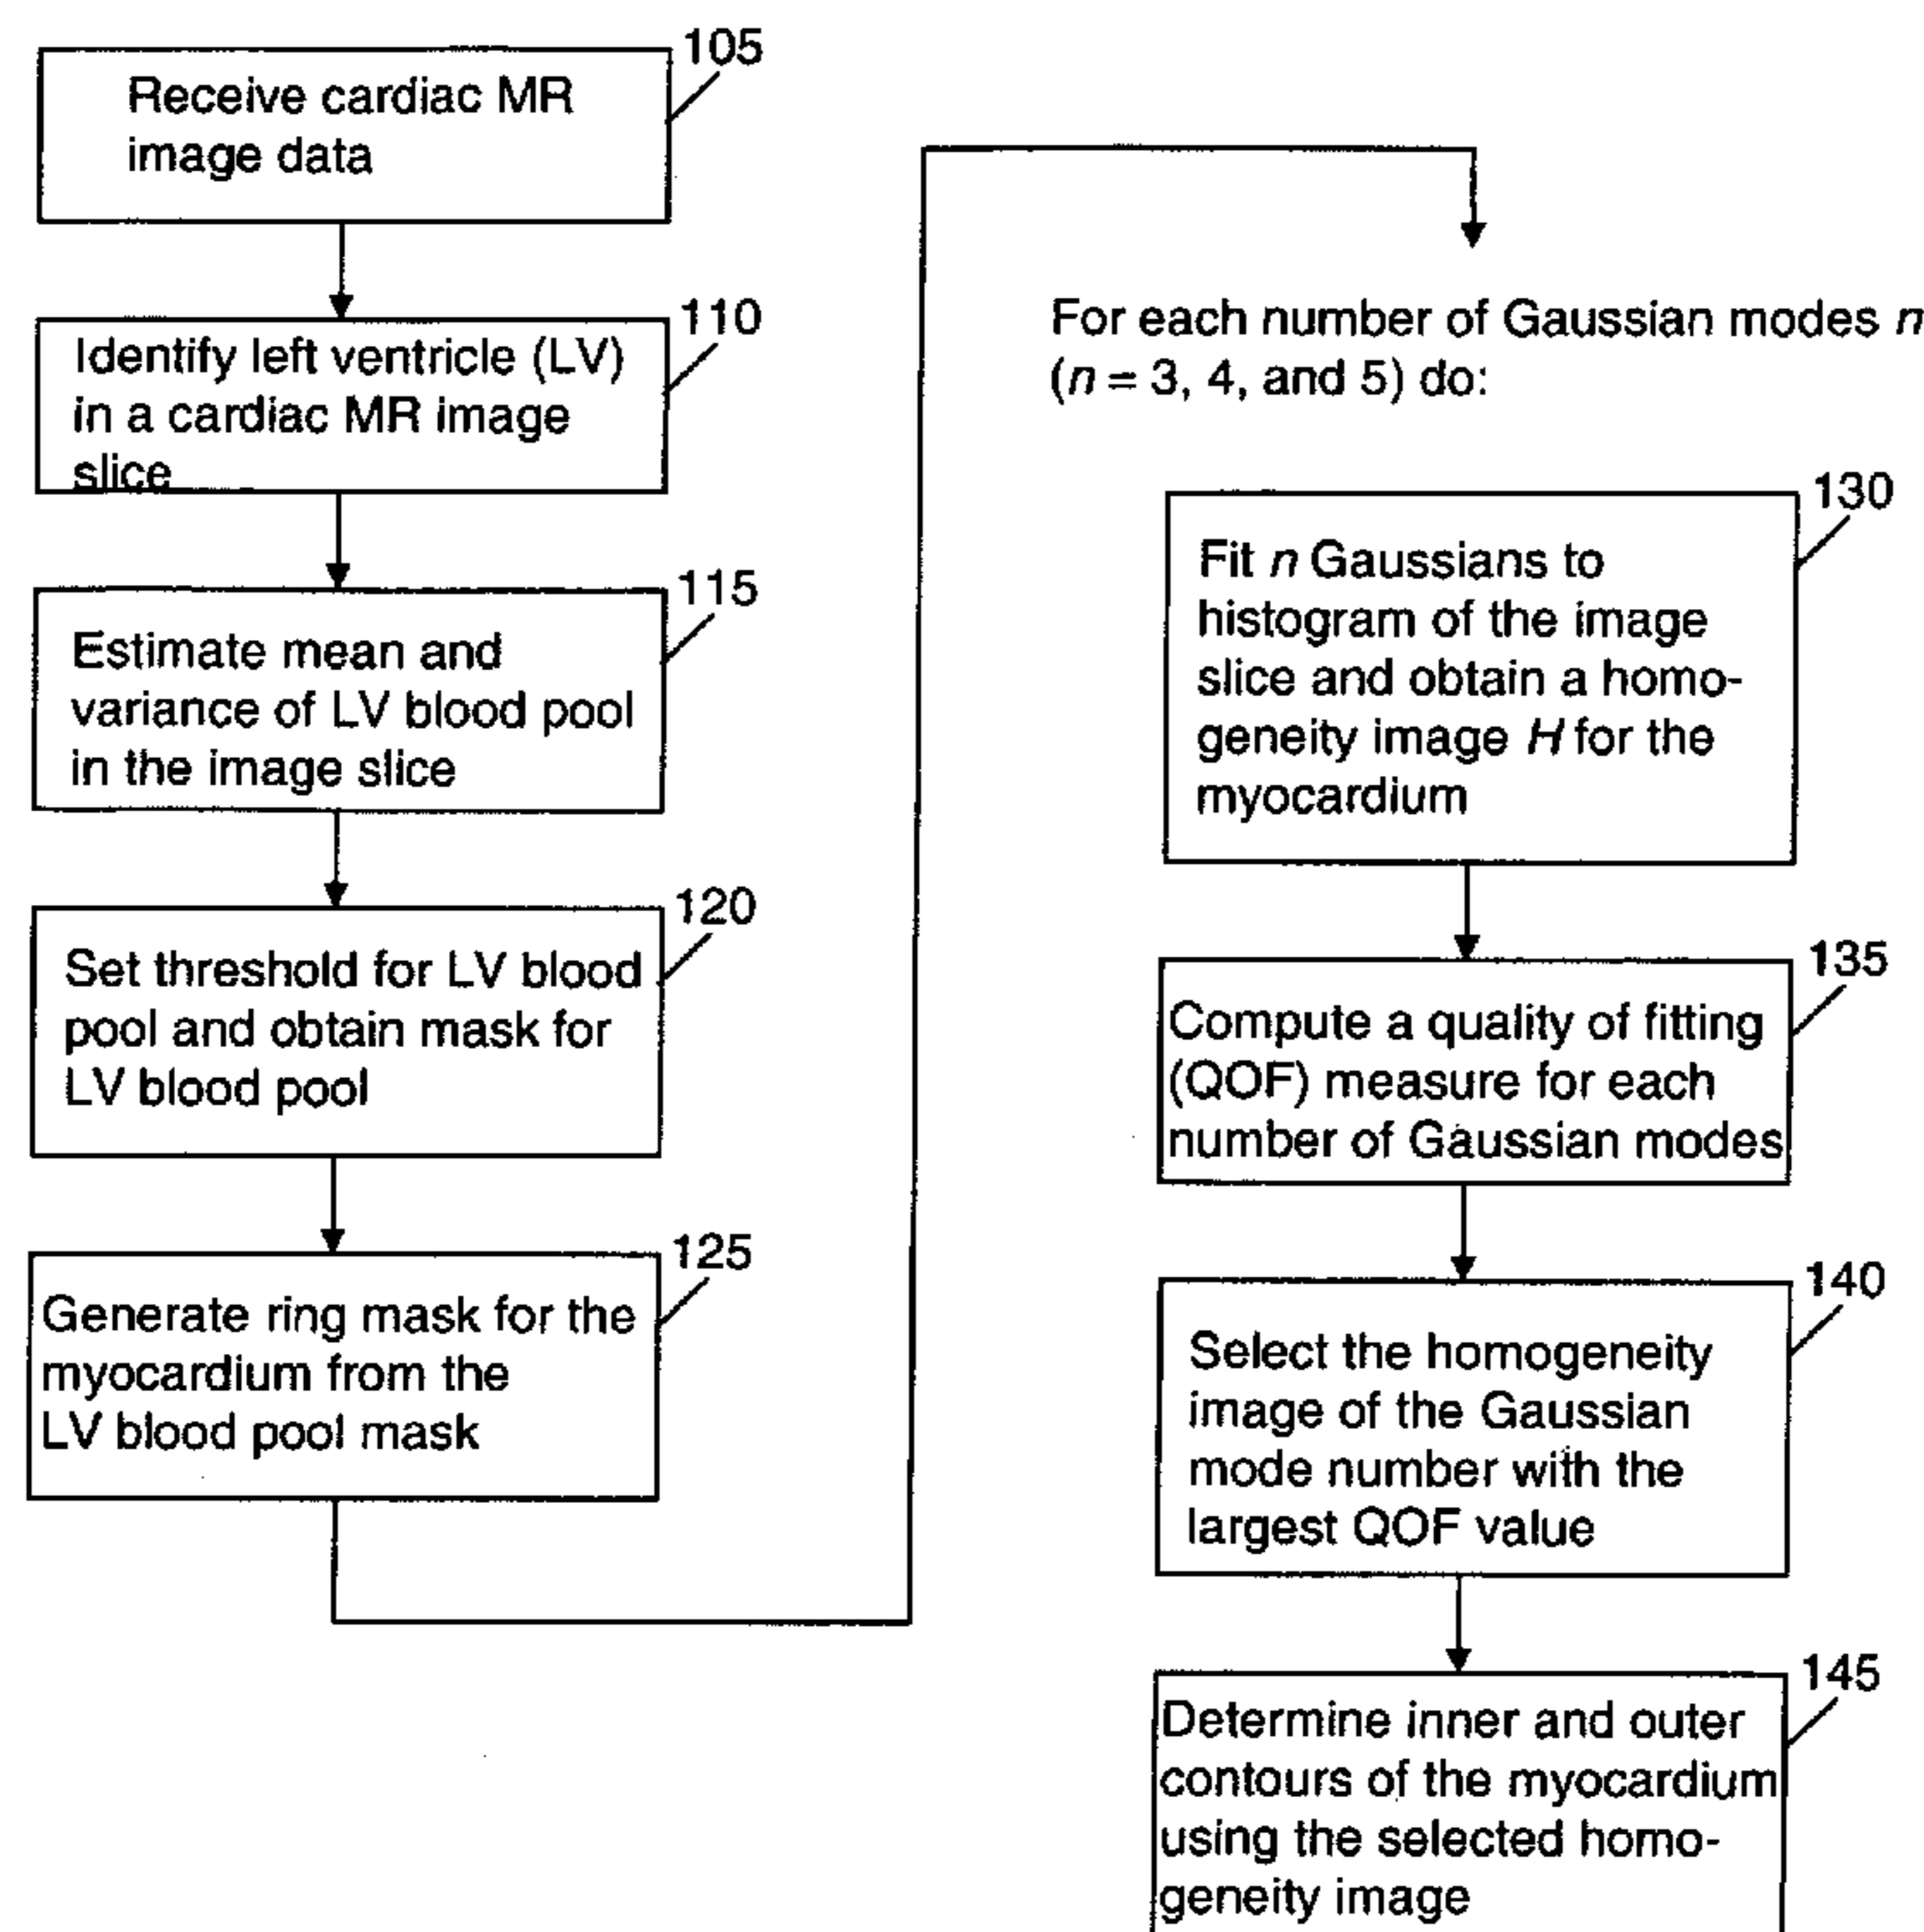 105
Receive cardiac MR
image data
110
Identify left ventricle (LV)
in a cardiac MR image
slice
115
Estimate mean and
variance of LV blood pool
in the image slice
120
Set threshold for LV blood
pool and obtain mask for
LV blood pool
125
Generate ring mask for the
myocardium from the
LV blood pool mask
For each number of Gaussian modes n
(n = 3, 4, and 5) do:
130
Fit n Gaussians to
histogram of the image
slice and obtain a homo-
geneity image H for the
myocardium
135
Compute a quality of fitting
(QOF) measure for each
number of Gaussian modes
140
Select the homogeneity
image of the Gaussian
mode number with the
largest QOF value
145
Determine inner and outer
contours of the myocardium
using the selected homo-
geneity image